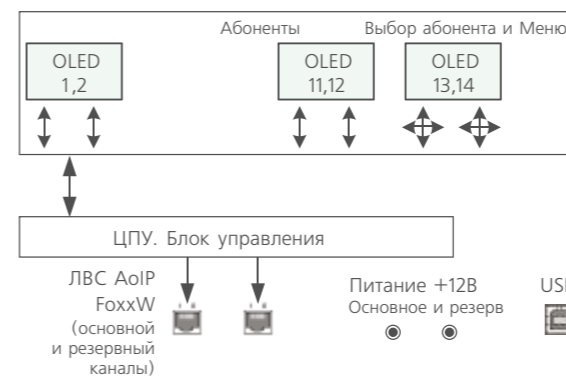 Абоненты
Выбор абонента и Меню
OLED
1,2
OLED
11,12
OLED
13,14
ЦПУ. Блок управления
ЛВС AoIP
FoxxW
(основной
и резервный
каналы)
Питание +12В
Основное и резерв